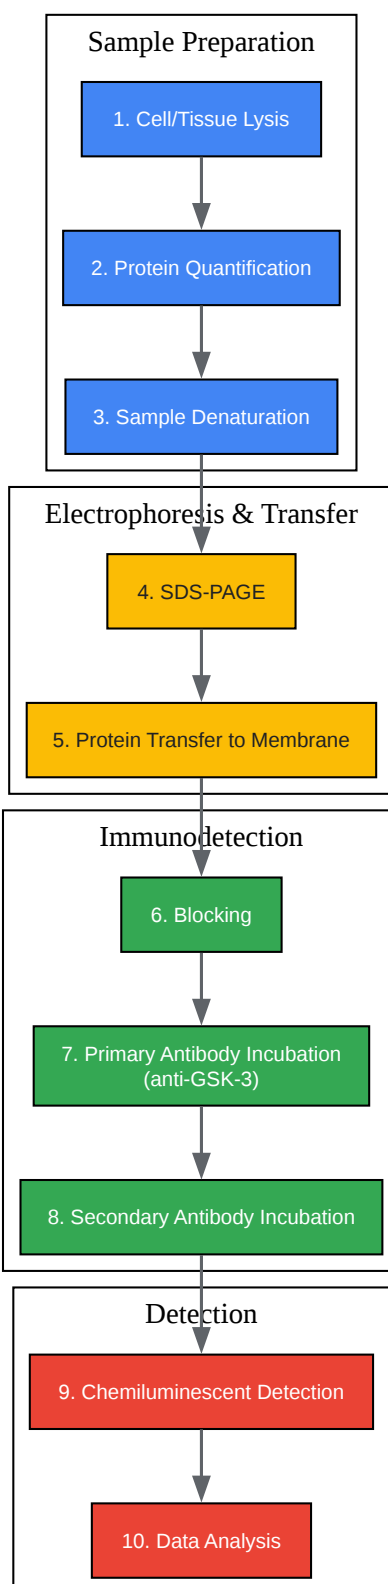 Sample Preparation
1. Cell/Tissue Lysis
2. Protein Quantification
3. Sample Denaturation
Electrophoresis & Transfer
4. SDS-PAGE
5. Protein Transfer to Membrane
Immunodetection
6. Blocking
7. Primary Antibody Incubation
(anti-GSK-3)
8. Secondary Antibody Incubation
Detection
9. Chemiluminescent Detection
10. Data Analysis